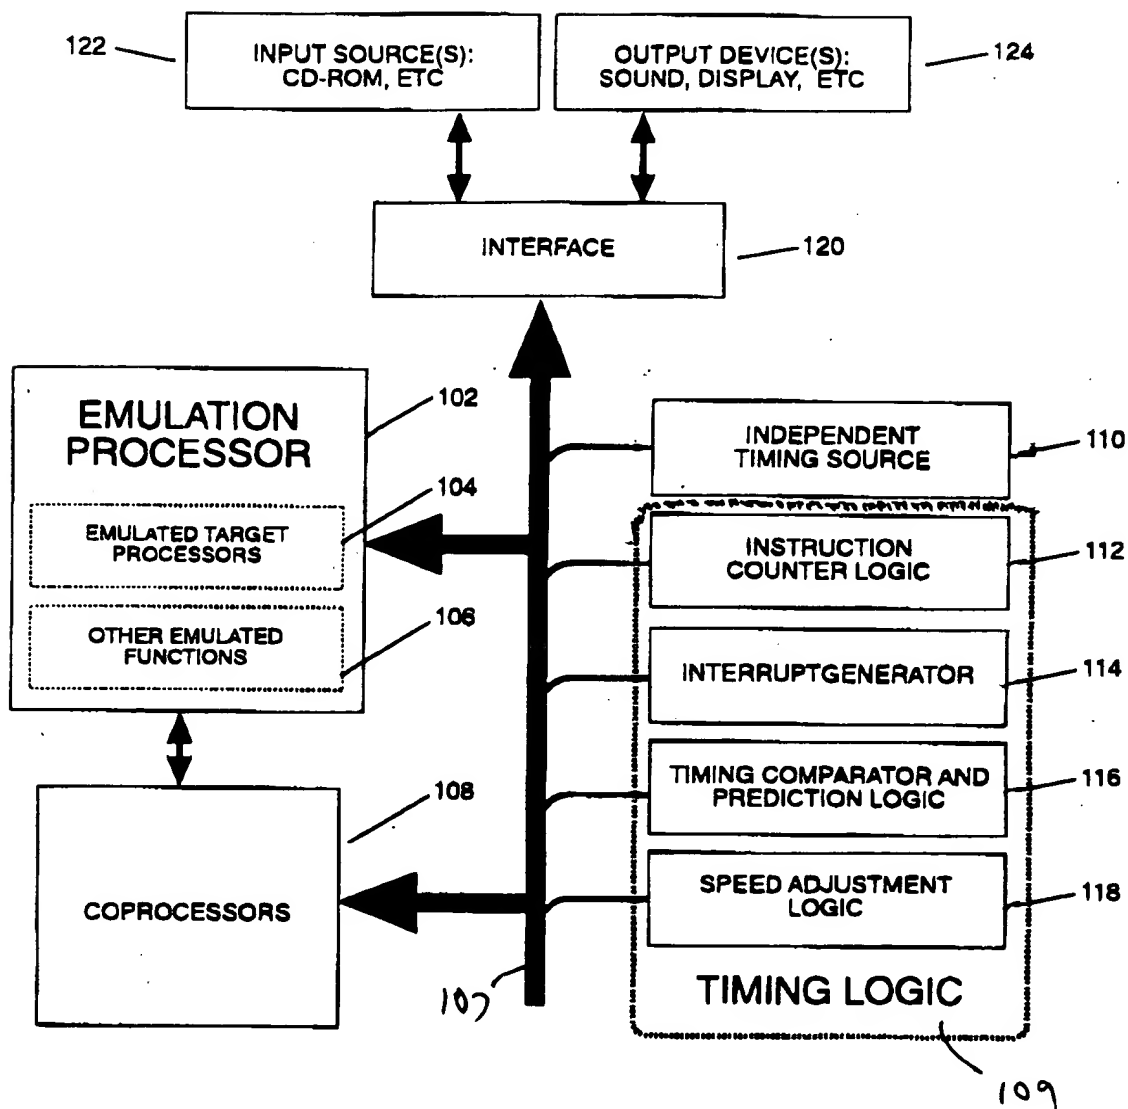 122
INPUT SOURCE(S):
CD-ROM, ETC
OUTPUT DEVICE(S):
SOUND, DISPLAY, ETC
124
INTERFACE
120
EMULATION
PROCESSOR
102
EMULATED TARGET
PROCESSORS
104
OTHER EMULATED
FUNCTIONS
106
COPROCESSORS
108
107
INDEPENDENT
TIMING SOURCE
110
INSTRUCTION
COUNTER LOGIC
112
INTERRUPTGENERATOR
114
TIMING COMPARATOR AND
PREDICTION LOGIC
116
SPEED ADJUSTMENT
LOGIC
118
TIMING LOGIC
109